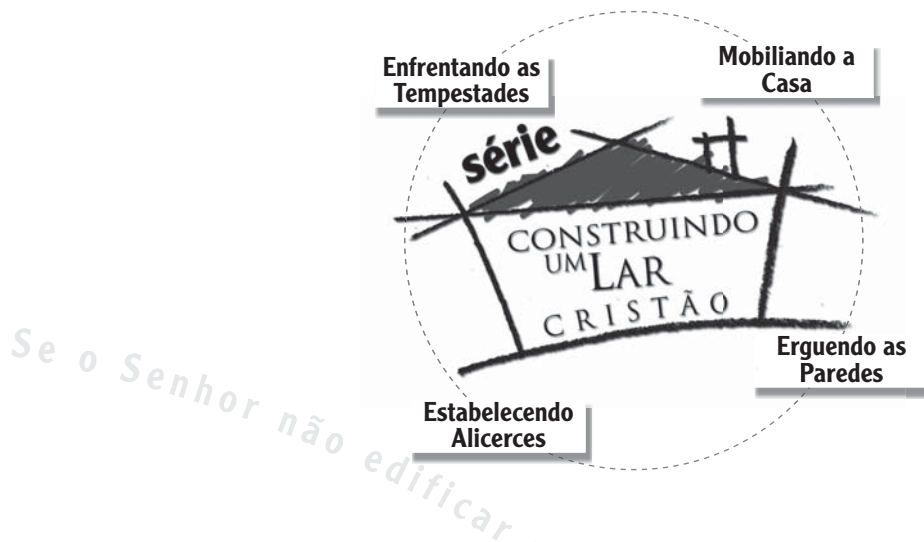 Enfrentando as
Tempestades
Mobiliando a
Casa
série
CONSTRUINDO
UM LAR
CRISTÃO
Erguendo as
Paredes
Estabelecendo
Alicerces
Se o Senhor não edificar